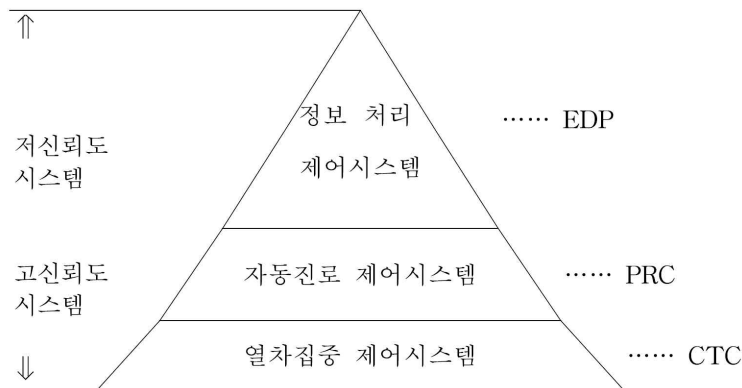 ⇑
정보 처리
제어시스템
…… EDP
저신뢰도
시스템
고신뢰도
시스템
자동진로 제어시스템
…… PRC
⇓
열차집중 제어시스템
…… CTC